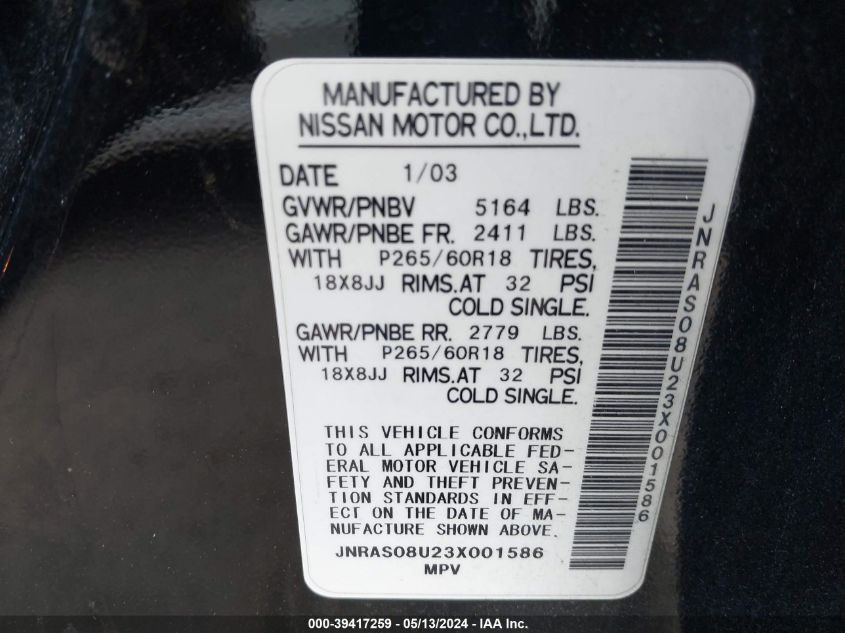 MANUFACTURED BY
NISSAN MOTOR CO.,LTD.
DATE 1/03
GVWR/PNBV 5164 LBS.
GAWR/PNBE FR. 2411 LBS.
WITH P265/60R18 TIRES,
18X8JJ RIMS.AT 32 PSI
COLD SINGLE.
GAWR/PNBE RR. 2779 LBS.
WITH P265/60R18 TIRES,
18X8JJ RIMS.AT 32 PSI
COLD SINGLE.
THIS VEHICLE CONFORMS
TO ALL APPLICABLE FED-
ERAL MOTOR VEHICLE SA-
FETY AND THEFT PREVEN-
TION STANDARDS IN EFF-
ECT ON THE DATE OF MA-
NUFACTURE SHOWN ABOVE.
JNRAS08U23X001586
MPV
JNRAS08U23X001586
000-39417259 - 05/13/2024 - IAA Inc.